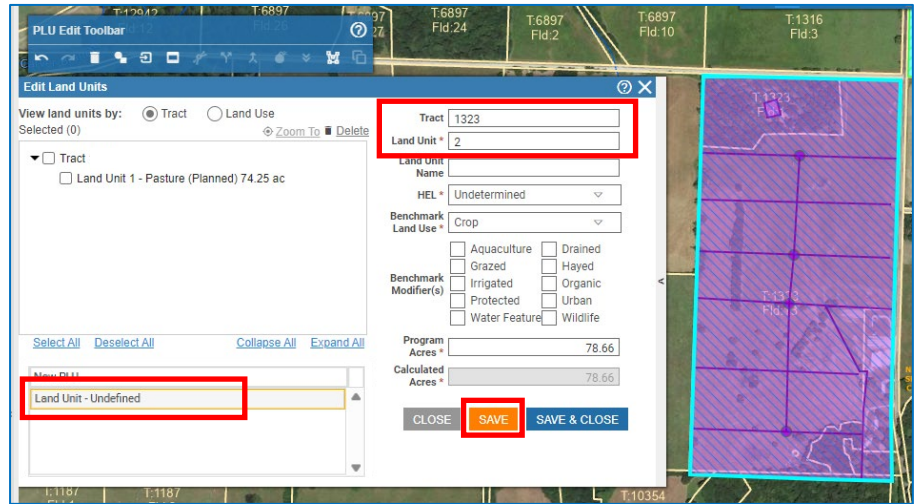 T:12942
T:6897
Fld:26
T:6897
Fld:24
T:6897
Fld:2
T:6897
Fld:10
T:1316
Fld:3
PLU Edit Toolbar
Edit Land Units
View land units by: Tract Land Use
Selected (0) Zoom To Delete
Tract
Land Unit 1 - Pasture (Planned) 74.25 ac
Select All Deselect All Collapse All Expand All
New PLU
Land Unit - Undefined
Tract 1323
Land Unit * 2
Land Unit
Name
HEL * Undetermined
Benchmark
Land Use * Crop
Benchmark
Modifier(s)
Aquaculture Drained
Grazed Hayed
Irrigated Organic
Protected Urban
Water Feature Wildlife
Program
Acres * 78.66
Calculated
Acres * 78.66
CLOSE SAVE SAVE & CLOSE
T:1323
T:1187
T:1187
T:10354